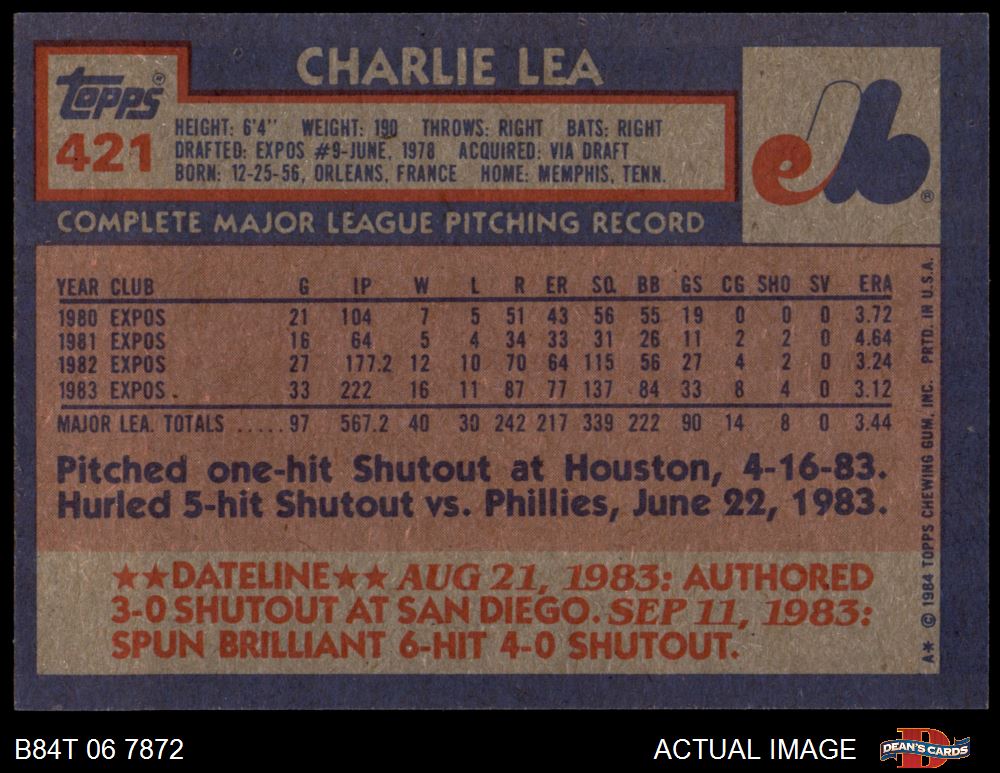 CHARLIE LEA
topps®
421
HEIGHT: 6'4" WEIGHT: 190 THROWS: RIGHT BATS: RIGHT
DRAFTED: EXPOS #9-JUNE, 1978 ACQUIRED: VIA DRAFT
BORN: 12-25-56, ORLEANS, FRANCE HOME: MEMPHIS, TENN.
eb®
COMPLETE MAJOR LEAGUE PITCHING RECORD
YEAR CLUB G IP W L R ER SO BB GS CG SHO SV ERA
1980 EXPOS 21 104 7 5 51 43 56 55 19 0 0 0 3.72
1981 EXPOS 16 64 5 4 34 33 31 26 11 2 2 0 4.64
1982 EXPOS 27 177.2 12 10 70 64 115 56 27 4 2 0 3.24
1983 EXPOS 33 222 16 11 87 77 137 84 33 8 4 0 3.12
MAJOR LEA. TOTALS ..... 97 567.2 40 30 242 217 339 222 90 14 8 0 3.44
Pitched one-hit Shutout at Houston, 4-16-83.
Hurled 5-hit Shutout vs. Phillies, June 22, 1983.
★★DATELINE★★ AUG 21, 1983: AUTHORED
3-0 SHUTOUT AT SAN DIEGO. SEP 11, 1983:
SPUN BRILLIANT 6-HIT 4-0 SHUTOUT.
A* © 1984 TOPPS CHEWING GUM, INC. PRTD. IN U.S.A.
B84T 06 7872
ACTUAL IMAGE
DEAN'S CARDS